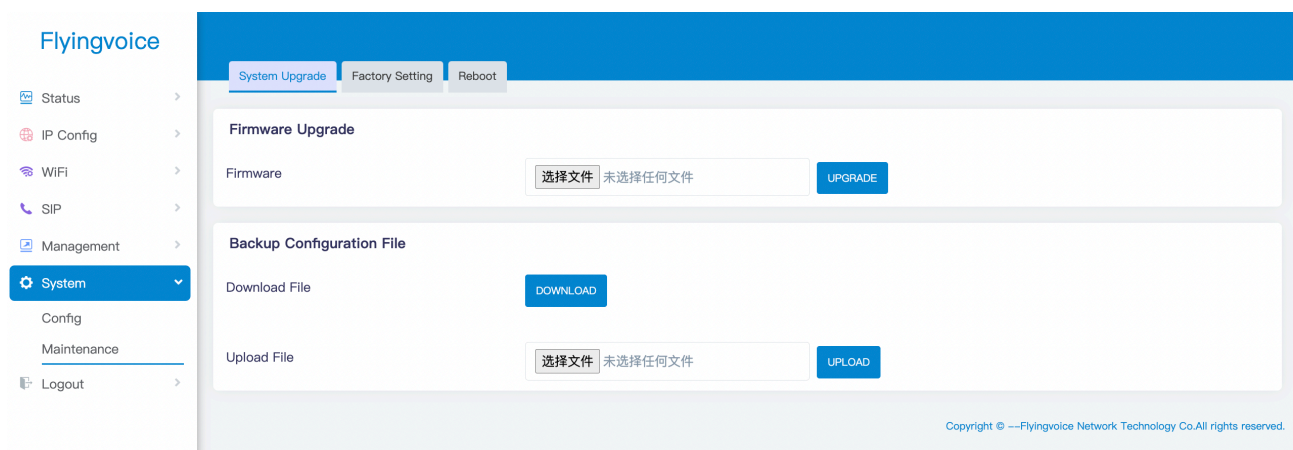 Flyingvoice
Status
IP Config
WiFi
SIP
Management
System
Config
Maintenance
Logout
System Upgrade Factory Setting Reboot
Firmware Upgrade
Firmware 选择文件 未选择任何文件 UPGRADE
Backup Configuration File
Download File DOWNLOAD
Upload File 选择文件 未选择任何文件 UPLOAD
Copyright © --Flyingvoice Network Technology Co.All rights reserved.